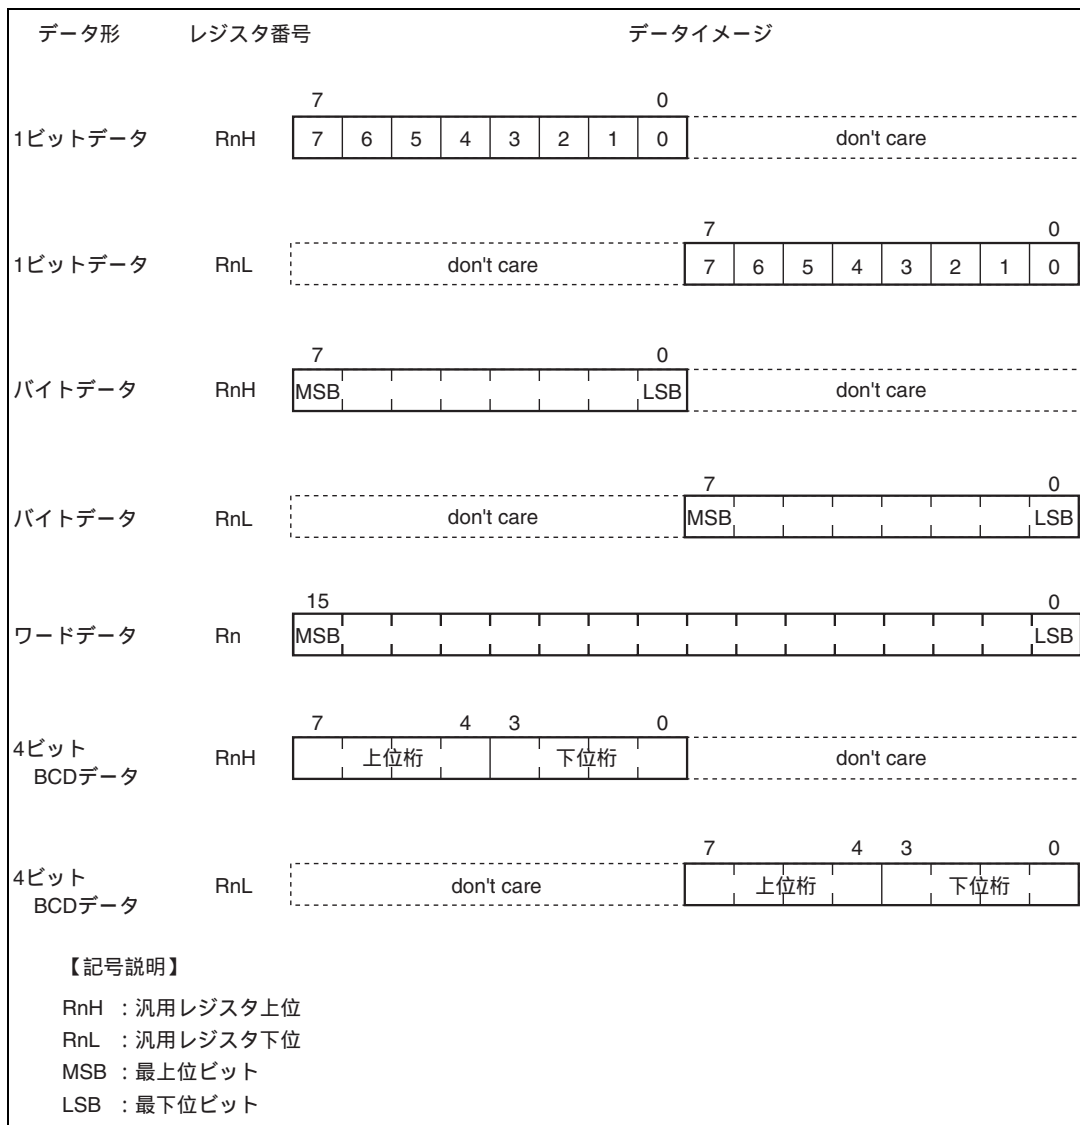 データ形 レジスタ番号 データイメージ
7 0
1ビットデータ RnH 7 6 5 4 3 2 1 0 don't care
7 0
1ビットデータ RnL don't care 7 6 5 4 3 2 1 0
7 0
バイトデータ RnH MSB LSB don't care
7 0
バイトデータ RnL don't care MSB LSB
15 0
ワードデータ Rn MSB LSB
7 4 3 0
4ビット
BCDデータ RnH 上位桁 下位桁 don't care
7 4 3 0
4ビット
BCDデータ RnL don't care 上位桁 下位桁
【記号説明】
RnH :汎用レジスタ上位
RnL :汎用レジスタ下位
MSB :最上位ビット
LSB :最下位ビット